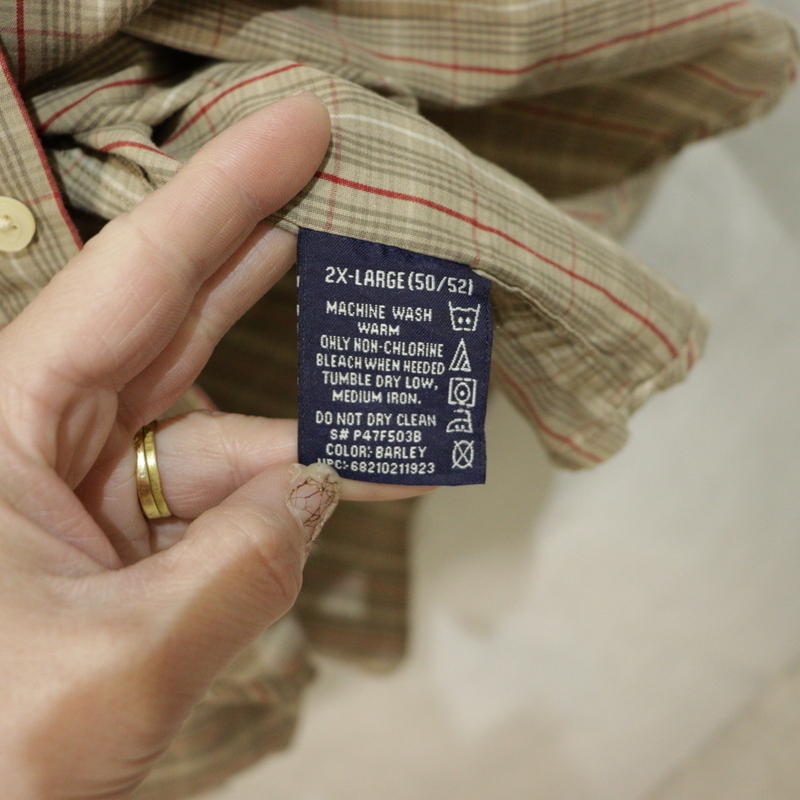 2X-LARGE(50/52)
MACHINE WASH
WARM
ONLY NON-CHLORINE
BLEACH WHEN NEEDED
TUMBLE DRY LOW,
MEDIUM IRON.
DO NOT DRY CLEAN
S# P47F503B
COLOR: BARLEY
UPC: 68210211923